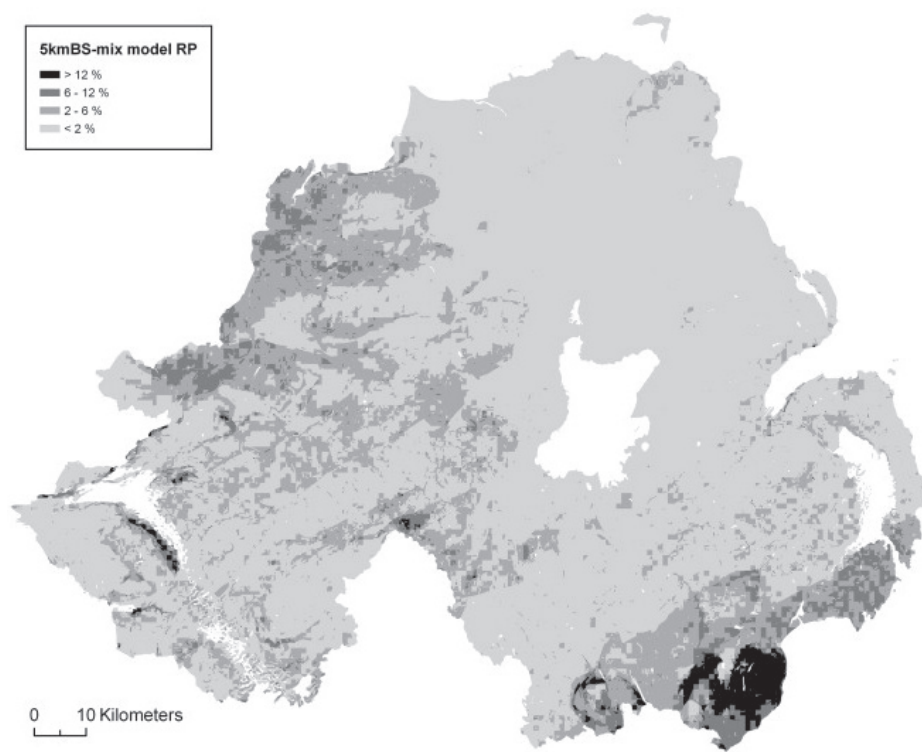 5kmBS-mix model RP
> 12 %
6 - 12 %
2 - 6 %
< 2 %
0 10 Kilometers